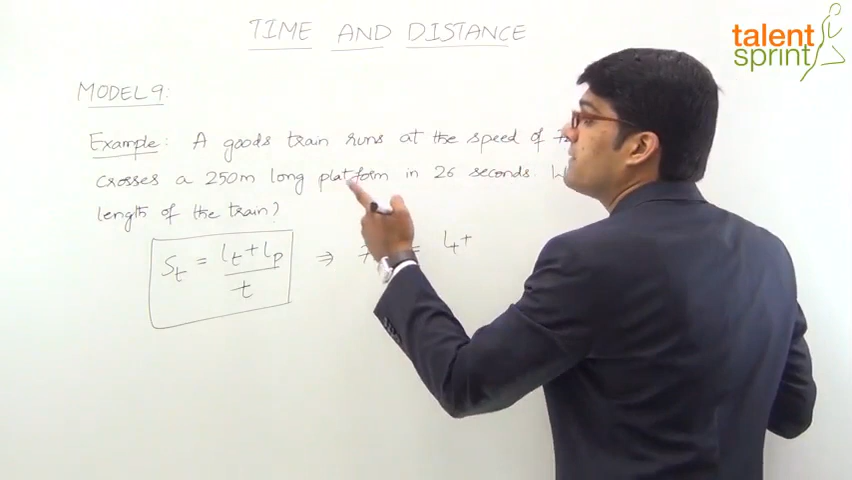 TIME AND DISTANCE
talent
sprint
MODEL 9:
Example: A goods train runs at the speed of
crosses a 250m long platform in 26 seconds.
length of the train?
St = lt + lp / t ⇒ = lt +